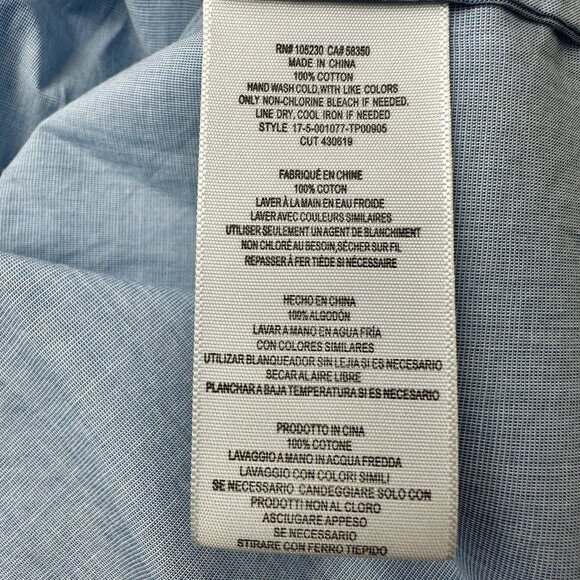 RN# 105230 CA# 58350
MADE IN CHINA
100% COTTON
HAND WASH COLD,WITH LIKE COLORS
ONLY NON-CHLORINE BLEACH IF NEEDED,
LINE DRY, COOL IRON IF NEEDED
STYLE 17-5-001077-TP00905
CUT 430619
FABRIQUÉ EN CHINE
100% COTON
LAVER À LA MAIN EN EAU FROIDE
LAVER AVEC COULEURS SIMILAIRES
UTILISER SEULEMENT UN AGENT DE BLANCHIMENT
NON CHLORÉ AU BESOIN,SÉCHER SUR FIL
REPASSER À FER TIÈDE SI NÉCESSAIRE
HECHO EN CHINA
100% ALGODÓN
LAVAR A MANO EN AGUA FRÍA
CON COLORES SIMILARES
UTILIZAR BLANQUEADOR SIN LEJIA SI ES NECESARIO
SECAR AL AIRE LIBRE
PLANCHAR A BAJA TEMPERATURA SI ES NECESARIO
PRODOTTO IN CINA
100% COTONE
LAVAGGIO A MANO IN ACQUA FREDDA
LAVAGGIO CON COLORI SIMILI
SE NECESSARIO CANDEGGIARE SOLO CON
PRODOTTI NON AL CLORO
ASCIUGARE APPESO
SE NECESSARIO
STIRARE CON FERRO TIEPIDO